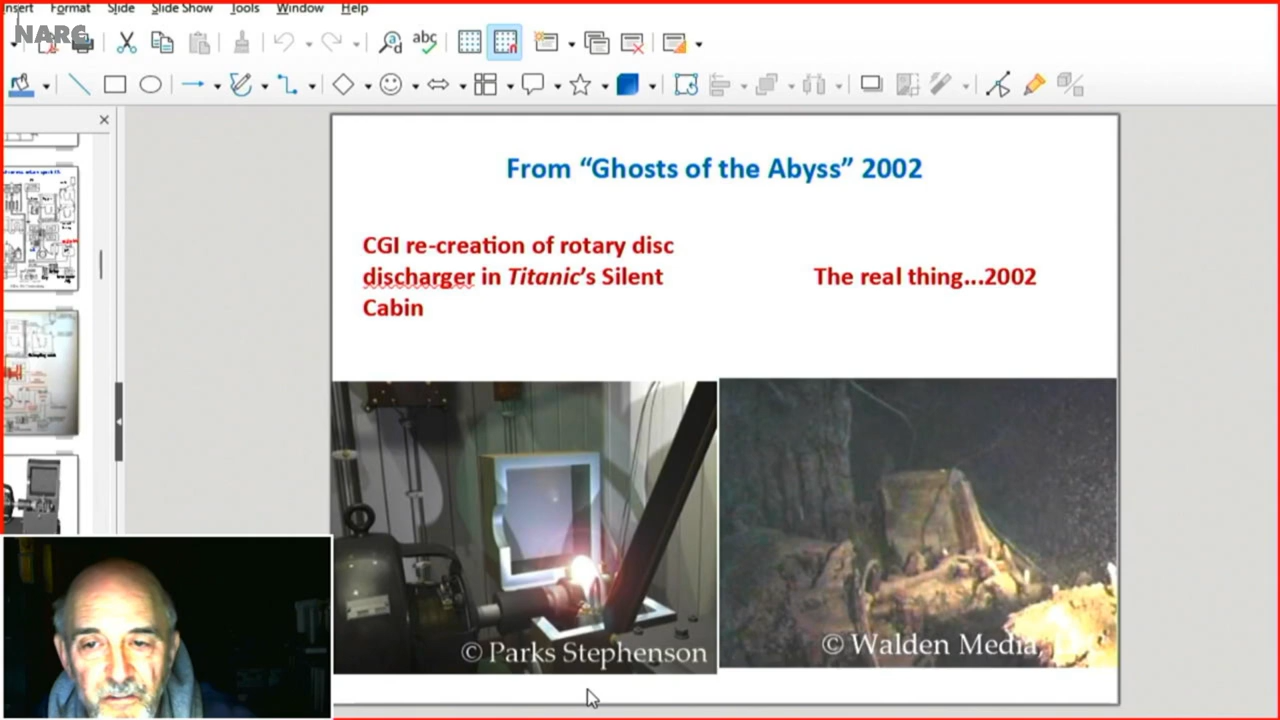 Insert Format Slide Slide Show Tools Window Help
NARC
abc
From “Ghosts of the Abyss” 2002
CGI re-creation of rotary disc
discharger in Titanic’s Silent
Cabin
The real thing...2002
© Parks Stephenson
© Walden Media,